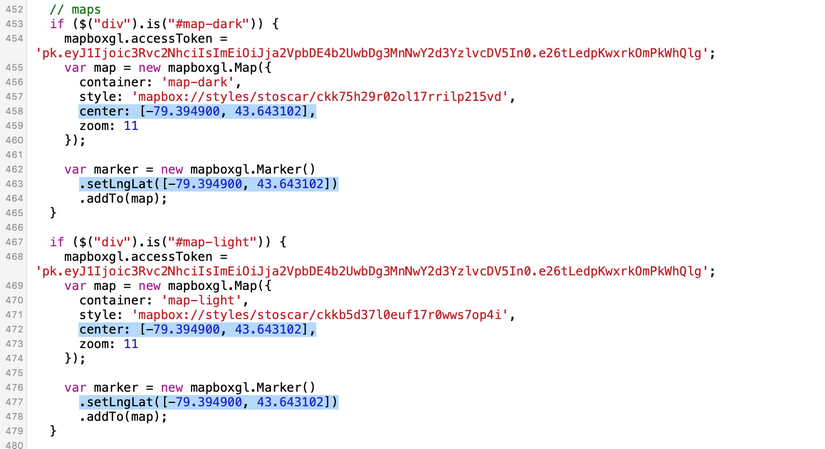 452 // maps
453 if ($("div").is("#map-dark")) {
454 mapboxgl.accessToken =
'pk.eyJ1Ijoic3Rvc2NhciIsImEiOiJja2VpbDE4b2UwbDg3MnNwY2d3YzlvcDV5In0.e26tLedpKwxrkOmPkWhQlg';
455 var map = new mapboxgl.Map({
456 container: 'map-dark',
457 style: 'mapbox://styles/stoscar/ckk75h29r02ol17rrilp215vd',
458 center: [-79.394900, 43.643102],
459 zoom: 11
460 });
461
462 var marker = new mapboxgl.Marker()
463 .setLngLat([-79.394900, 43.643102])
464 .addTo(map);
465 }
466
467 if ($("div").is("#map-light")) {
468 mapboxgl.accessToken =
'pk.eyJ1Ijoic3Rvc2NhciIsImEiOiJja2VpbDE4b2UwbDg3MnNwY2d3YzlvcDV5In0.e26tLedpKwxrkOmPkWhQlg';
469 var map = new mapboxgl.Map({
470 container: 'map-light',
471 style: 'mapbox://styles/stoscar/ckkb5d37l0euf17r0wws7op4i',
472 center: [-79.394900, 43.643102],
473 zoom: 11
474 });
475
476 var marker = new mapboxgl.Marker()
477 .setLngLat([-79.394900, 43.643102])
478 .addTo(map);
479 }
480